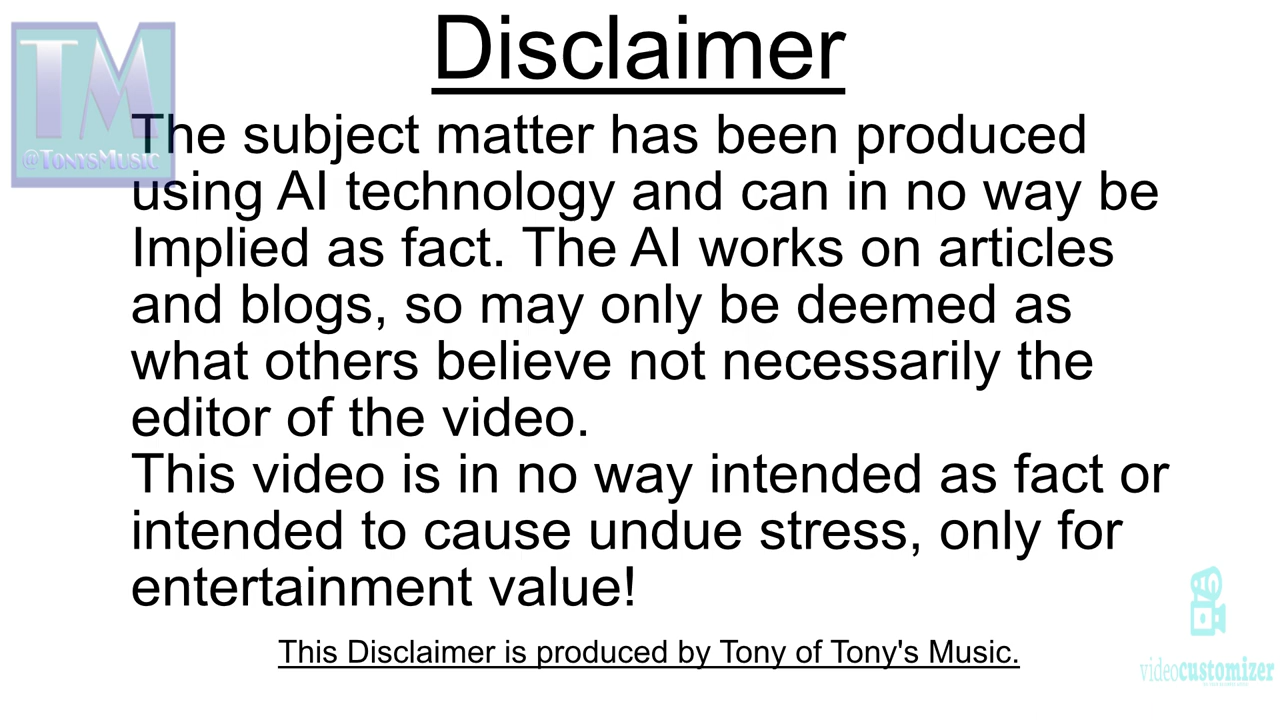 Disclaimer
TM
@TonysMusic
The subject matter has been produced
using AI technology and can in no way be
Implied as fact. The AI works on articles
and blogs, so may only be deemed as
what others believe not necessarily the
editor of the video.
This video is in no way intended as fact or
intended to cause undue stress, only for
entertainment value!
This Disclaimer is produced by Tony of Tony's Music.
videocustomizer